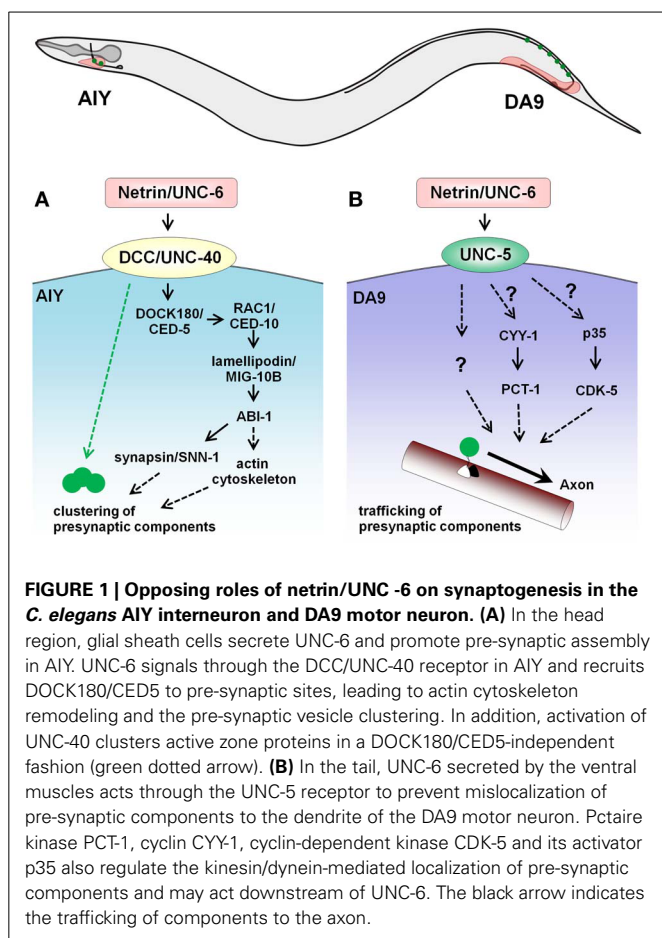 AIY
DA9
A
Netrin/UNC-6
DCC/UNC-40
AIY
DOCK180/
CED-5
RAC1/
CED-10
lamellipodin/
MIG-10B
ABI-1
synapsin/SNN-1
actin
cytoskeleton
clustering of
presynaptic components
B
Netrin/UNC-6
UNC-5
DA9
?
?
?
CYY-1
p35
PCT-1
CDK-5
Axon
trafficking of
presynaptic components
FIGURE 1 | Opposing roles of netrin/UNC -6 on synaptogenesis in the
C. elegans AIY interneuron and DA9 motor neuron. (A) In the head
region, glial sheath cells secrete UNC-6 and promote pre-synaptic assembly
in AIY. UNC-6 signals through the DCC/UNC-40 receptor in AIY and recruits
DOCK180/CED5 to pre-synaptic sites, leading to actin cytoskeleton
remodeling and the pre-synaptic vesicle clustering. In addition, activation of
UNC-40 clusters active zone proteins in a DOCK180/CED5-independent
fashion (green dotted arrow). (B) In the tail, UNC-6 secreted by the ventral
muscles acts through the UNC-5 receptor to prevent mislocalization of
pre-synaptic components to the dendrite of the DA9 motor neuron. Pctaire
kinase PCT-1, cyclin CYY-1, cyclin-dependent kinase CDK-5 and its activator
p35 also regulate the kinesin/dynein-mediated localization of pre-synaptic
components and may act downstream of UNC-6. The black arrow indicates
the trafficking of components to the axon.